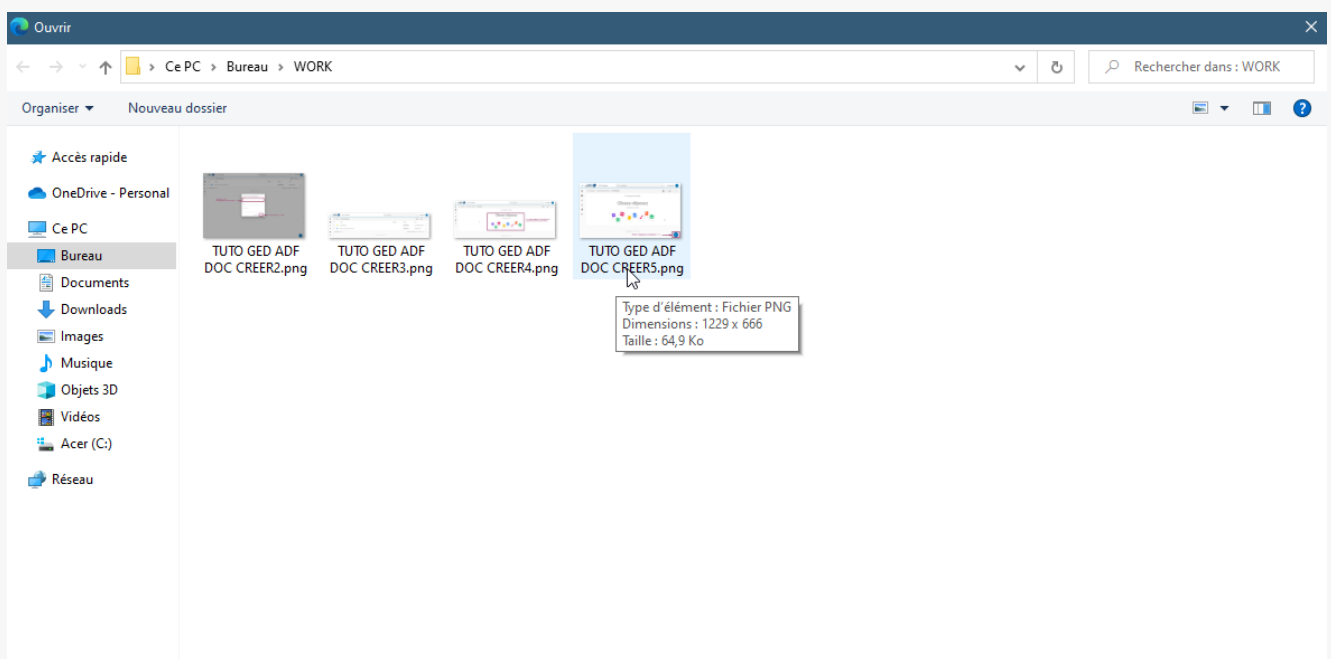 Ouvrir
Ce PC > Bureau > WORK
Rechercher dans : WORK
Organiser
Nouveau dossier
Accès rapide
OneDrive - Personal
Ce PC
Bureau
Documents
Downloads
Images
Musique
Objets 3D
Vidéos
Acer (C:)
Réseau
TUTO GED ADF
DOC CREER2.png
TUTO GED ADF
DOC CREER3.png
TUTO GED ADF
DOC CREER4.png
TUTO GED ADF
DOC CREER5.png
Type d'élément : Fichier PNG
Dimensions : 1229 x 666
Taille : 64,9 Ko